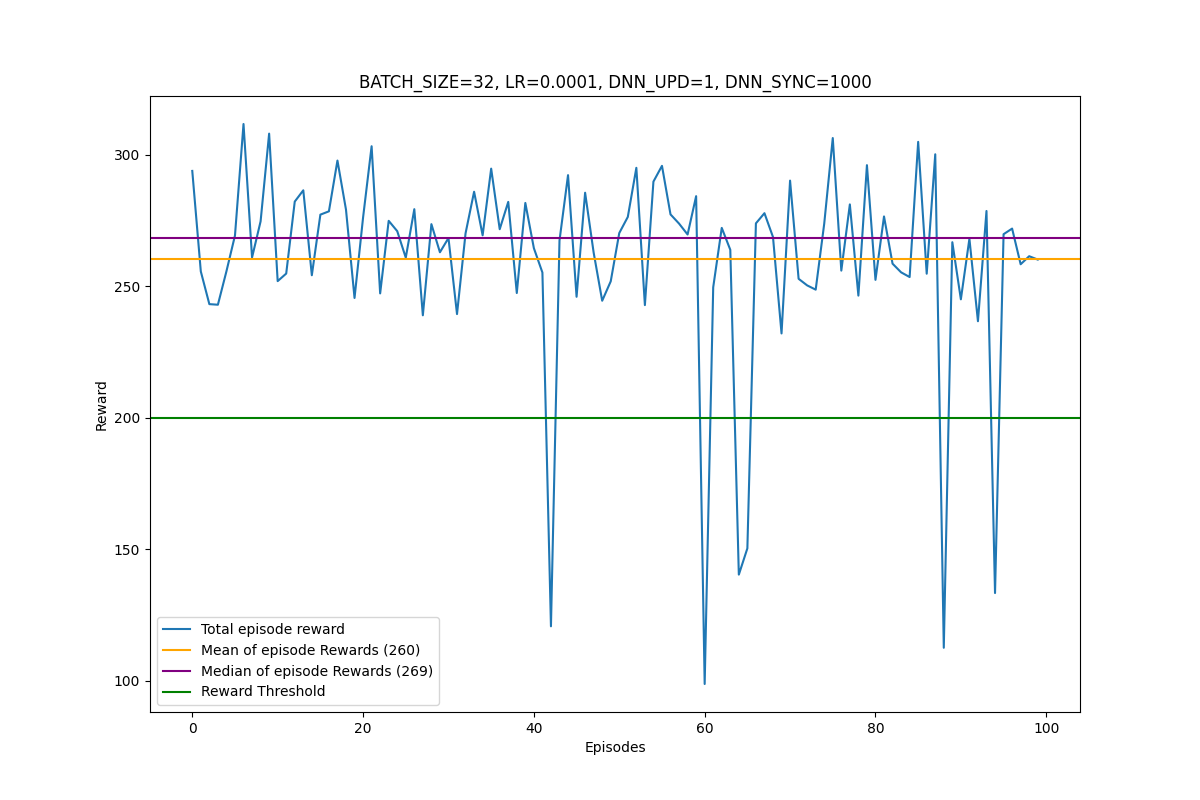 BATCH_SIZE=32, LR=0.0001, DNN_UPD=1, DNN_SYNC=1000
300
250
200
150
100
Reward
Total episode reward
Mean of episode Rewards (260)
Median of episode Rewards (269)
Reward Threshold
0 20 40 60 80 100
Episodes